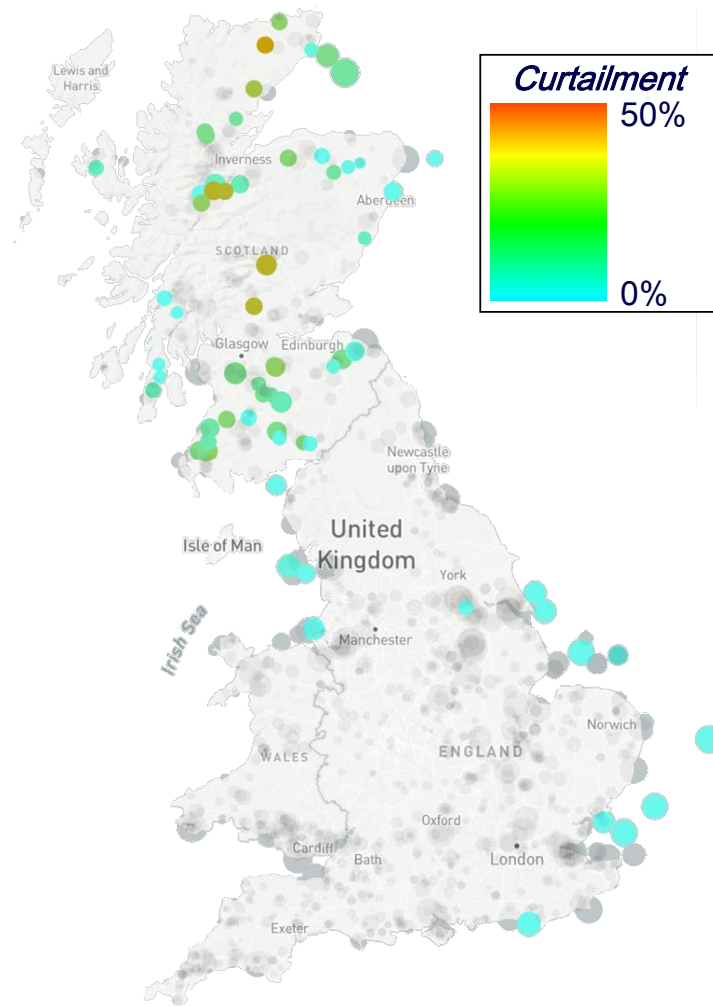 Curtailment
50%
0%
Lewis and
Harris
Inverness
Aberdeen
SCOTLAND
Glasgow
Edinburgh
Newcastle
upon Tyne
United
Kingdom
Isle of Man
York
Irish Sea
Manchester
Norwich
WALES
ENGLAND
Oxford
Cardiff
Bath
London
Exeter